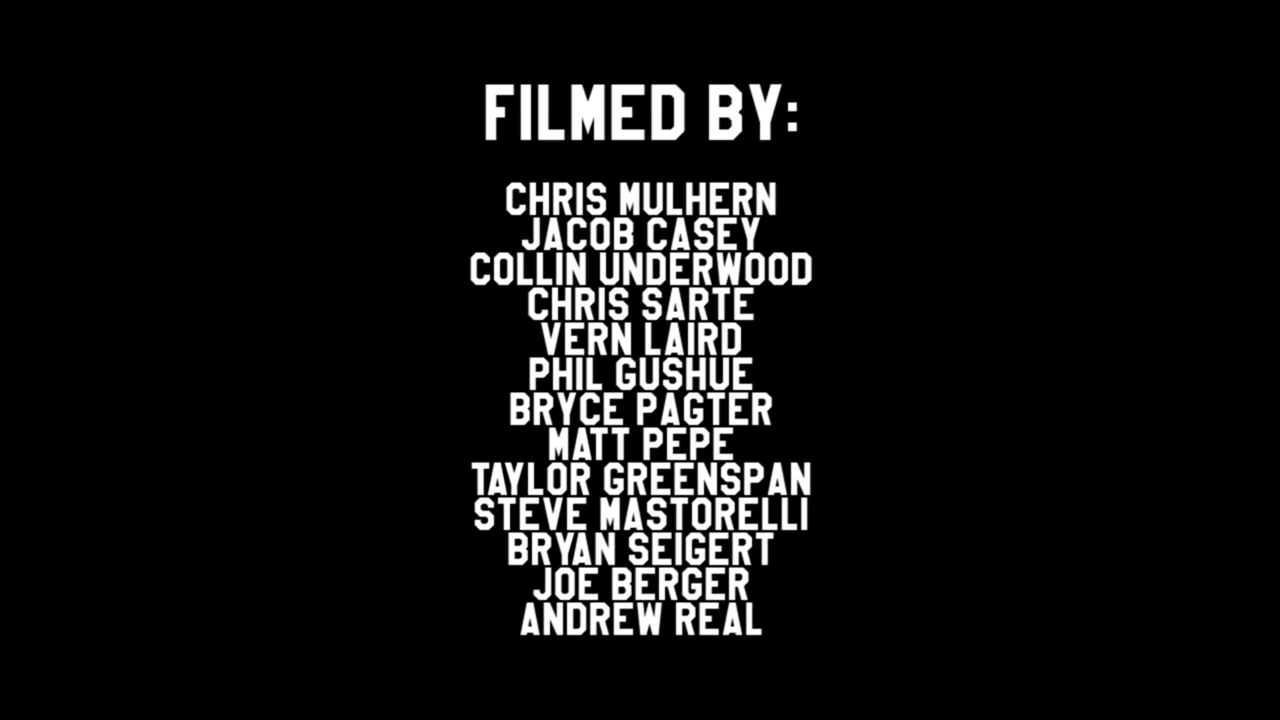 FILMED BY:
CHRIS MULHERN
JACOB CASEY
COLLIN UNDERWOOD
CHRIS SARTE
VERN LAIRD
PHIL GUSHUE
BRYCE PAGTER
MATT PEPE
TAYLOR GREENSPAN
STEVE MASTORELLI
BRYAN SEIGERT
JOE BERGER
ANDREW REAL